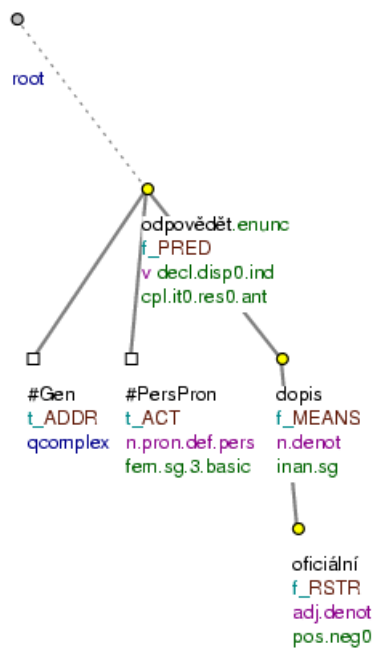 root
odpovědět.enunc
f_PRED
v decl.disp0.ind
cpl.it0.res0.ant
#Gen
t_ADDR
qcomplex
#PersPron
t_ACT
n.pron.def.pers
fem.sg.3.basic
dopis
f_MEANS
n.denot
inan.sg
oficiální
f_RSTR
adj.denot
pos.neg0